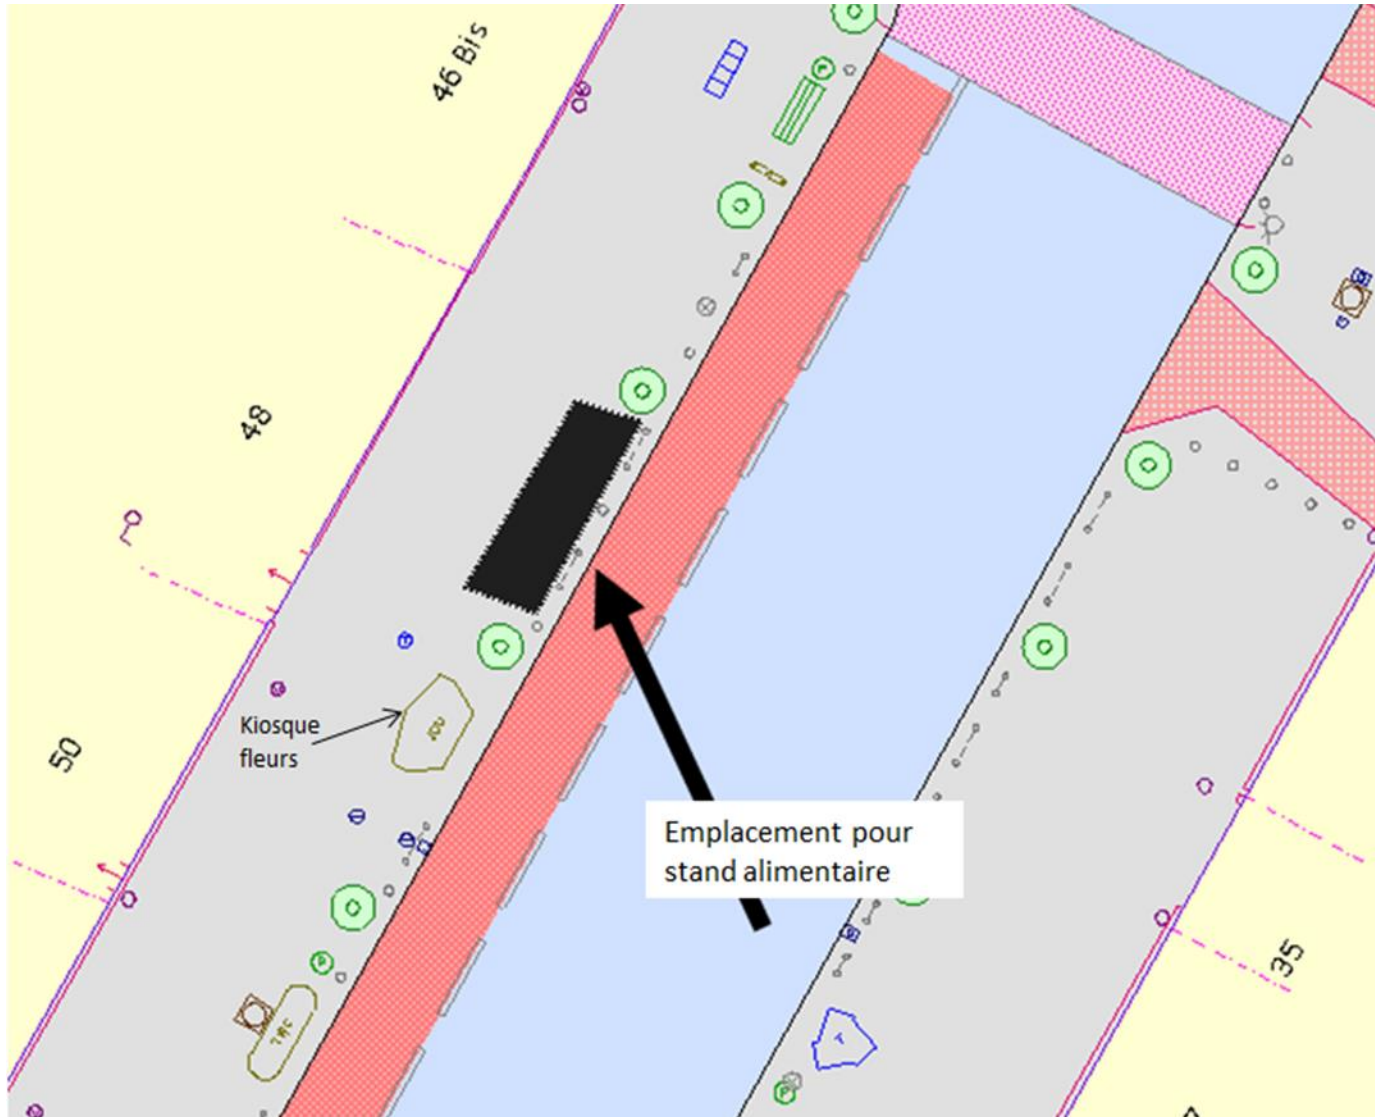 46 Bis
48
50
Kiosque
fleurs
Emplacement pour
stand alimentaire
35